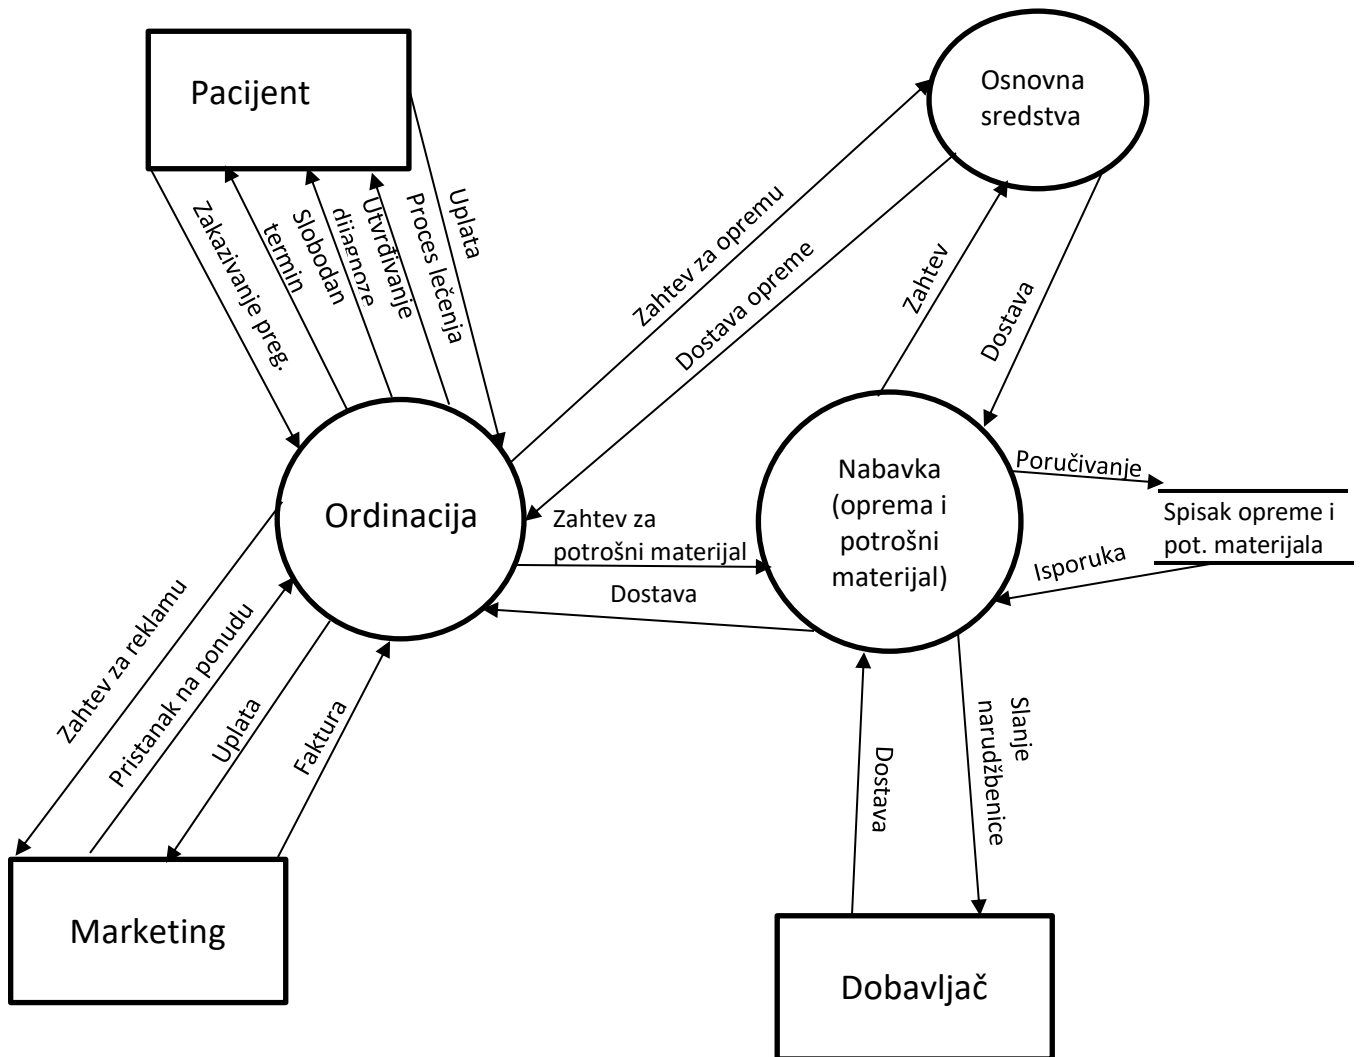 Pacijent
Osnovna
sredstva
Zakazivanje preg.
Slobodan
termin
Utvrđivanje
dijagnoze
Proces lečenja
Uplata
Zahtev za opremu
Dostava opreme
Zahtev
Dostava
Ordinacija
Nabavka
(oprema i
potrošni
materijal)
Poručivanje
Spisak opreme i
pot. materijala
Isporuka
Zahtev za
potrošni materijal
Dostava
Zahtev za reklamu
Pristanak na ponudu
Uplata
Faktura
Dostava
Slanje
narudžbenice
Marketing
Dobavljač